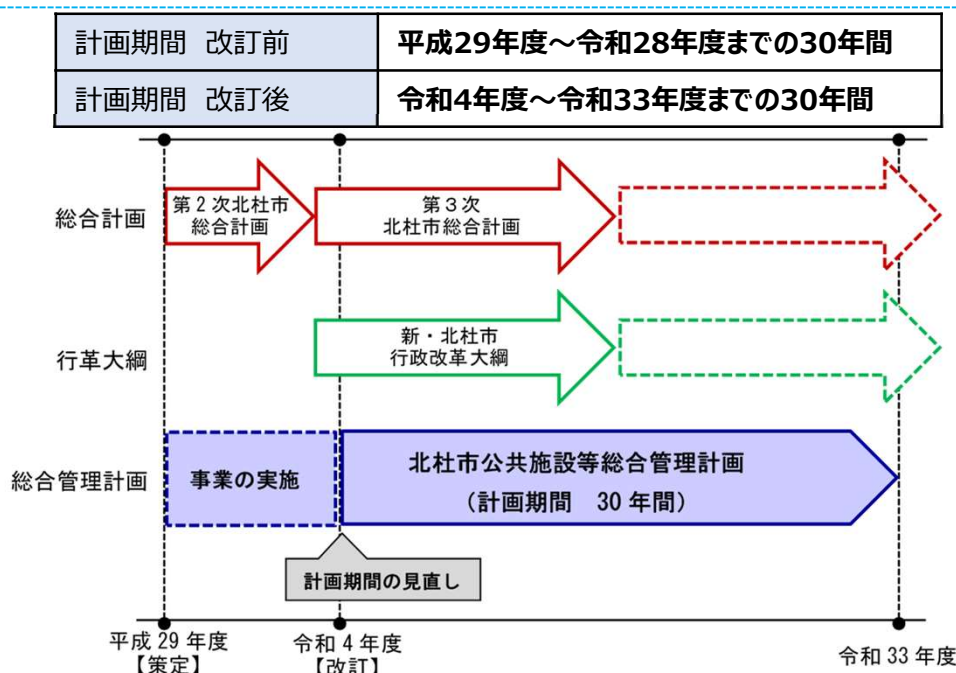 計画期間 改訂前
平成29年度～令和28年度までの30年間
計画期間 改訂後
令和4年度～令和33年度までの30年間
総合計画
第２次北杜市
総合計画
第３次
北杜市総合計画
行革大綱
新・北杜市
行政改革大綱
総合管理計画
事業の実施
北杜市公共施設等総合管理計画
（計画期間　30 年間）
計画期間の見直し
平成 29 年度
【策定】
令和 4 年度
【改訂】
令和 33 年度